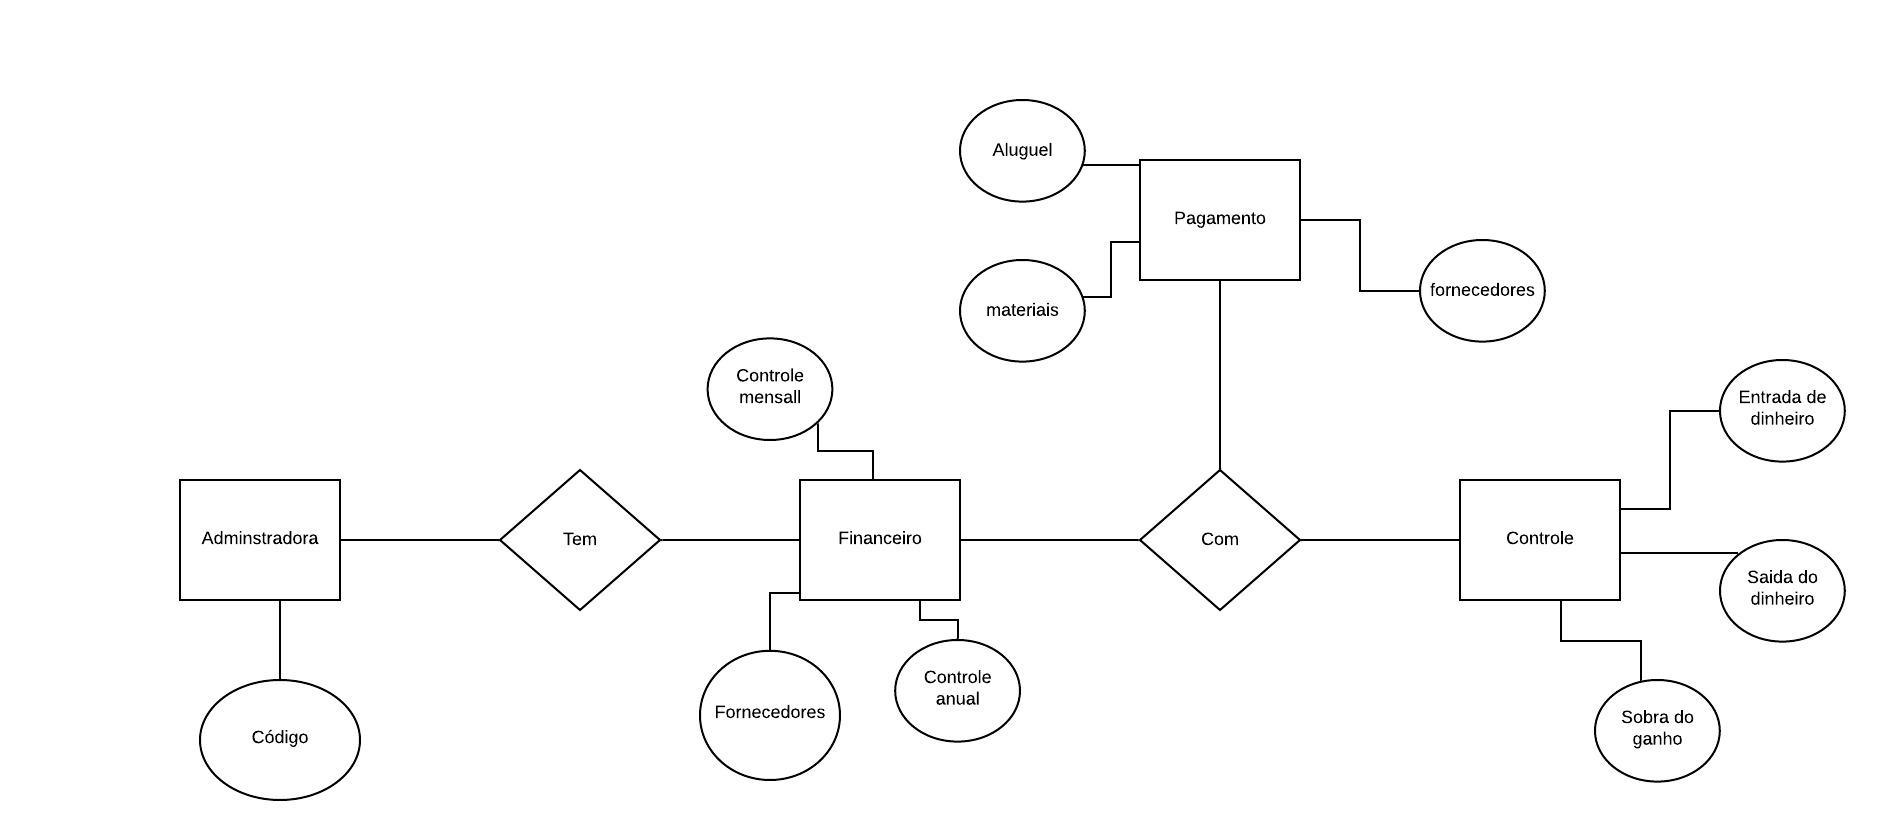 Aluguel
Pagamento
fornecedores
materiais
Controle
mensall
Entrada de
dinheiro
Adminstradora
Tem
Financeiro
Com
Controle
Saida do
dinheiro
Fornecedores
Controle
anual
Código
Sobra do
ganho